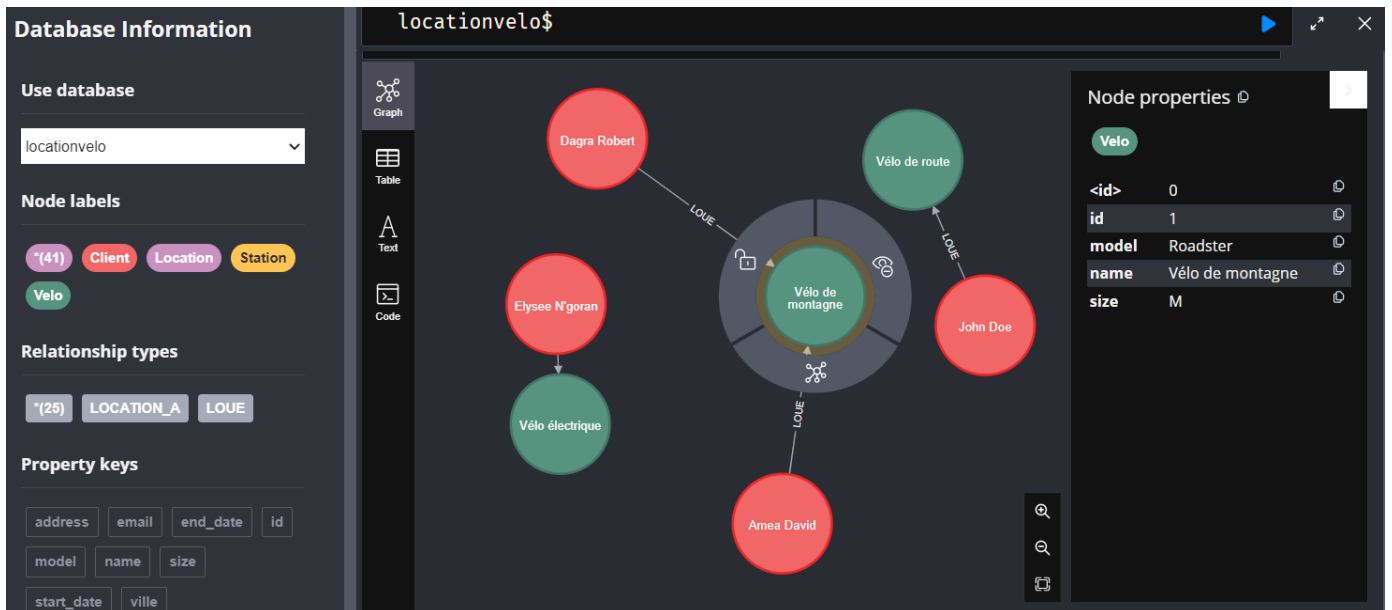 Database Information
Use database
locationvelo
Node labels
*(41) Client Location Station
Velo
Relationship types
*(25) LOCATION_A LOUE
Property keys
address email end_date id
model name size
start_date ville
locationvelo$
Graph
Table
Text
Code
Dagra Robert
LOUE
Vélo de route
LOUE
John Doe
Elysee N'goran
Vélo électrique
Vélo de
montagne
LOUE
Amea David
Node properties
Velo
<id> 0
id 1
model Roadster
name Vélo de montagne
size M